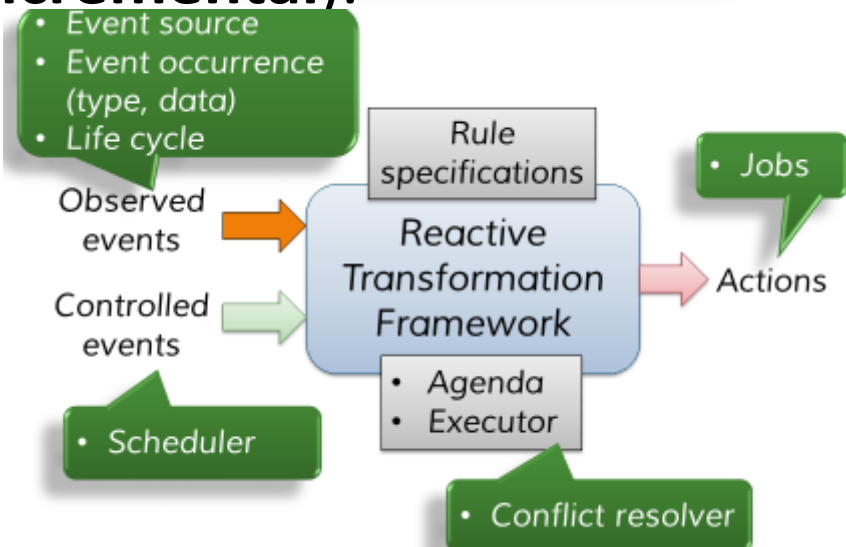 • Event source
• Event occurrence
(type, data)
• Life cycle
Rule
specifications
• Jobs
Observed
events
Reactive
Transformation
Framework
Actions
Controlled
events
• Agenda
• Executor
• Scheduler
• Conflict resolver